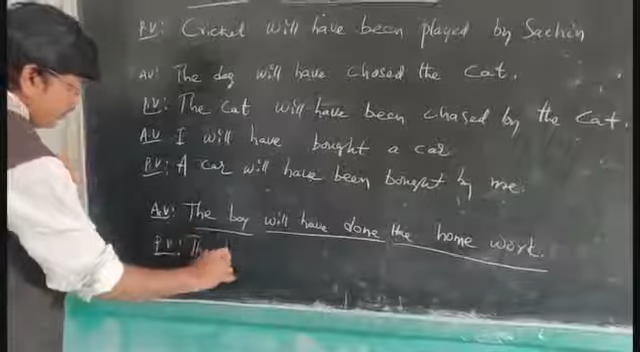 P.V: Cricket will have been played by Sachin
A.V: The dog will have chased the Cat.
P.V: The Cat will have been chased by the Cat.
A.V: I will have bought a car
P.V: A car will have been bought by me.
A.V: The boy will have done the home work.
P.V: The